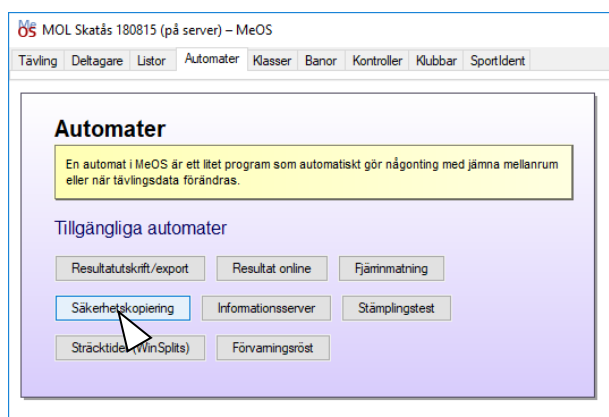 MeOS MOL Skatås 180815 (på server) – MeOS
Tävling Deltagare Listor Automater Klasser Banor Kontroller Klubbar SportIdent
Automater
En automat i MeOS är ett litet program som automatiskt gör någonting med jämna mellanrum
eller när tävlingsdata förändras.
Tillgängliga automater
Resultatutskrift/export Resultat online Fjärrinmatning
Säkerhetskopiering Informationsserver Stämplingstest
Sträcktider (WinSplits) Förvarningsröst